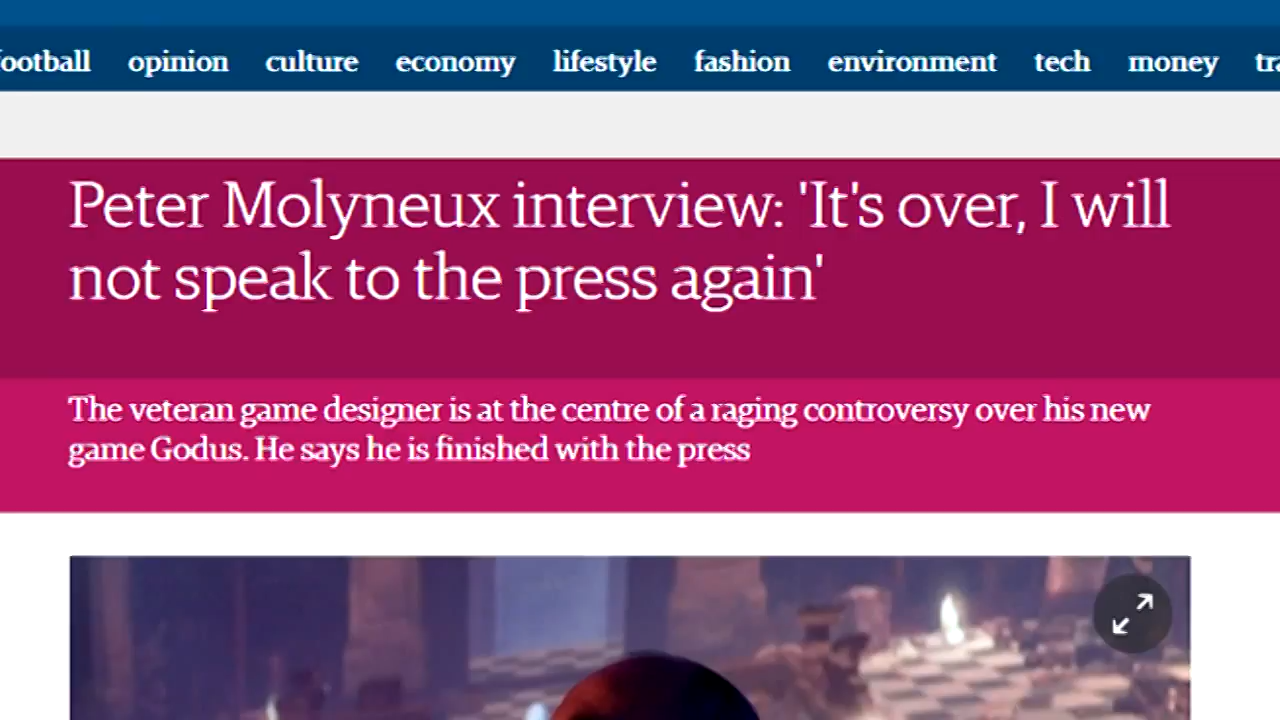 football opinion culture economy lifestyle fashion environment tech money
Peter Molyneux interview: 'It's over, I will
not speak to the press again'
The veteran game designer is at the centre of a raging controversy over his new
game Godus. He says he is finished with the press